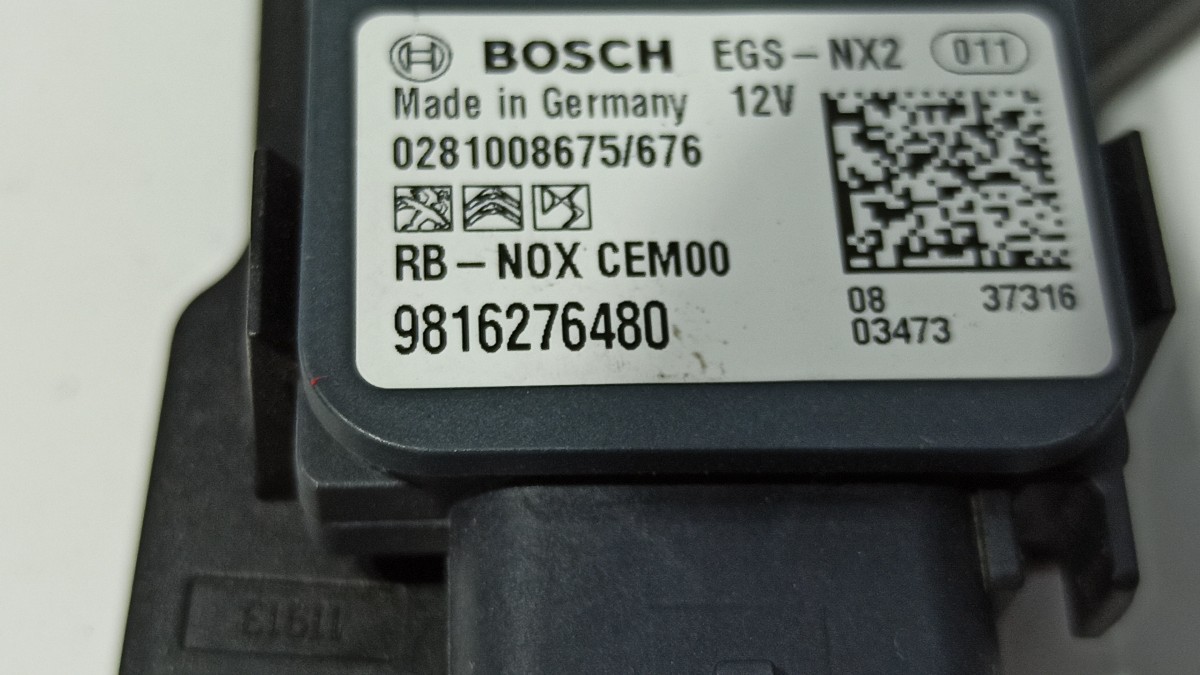 BOSCH EGS-NX2 011
Made in Germany 12V
0281008675/676
RB-NOX CEM00
9816276480
08 37316
03473